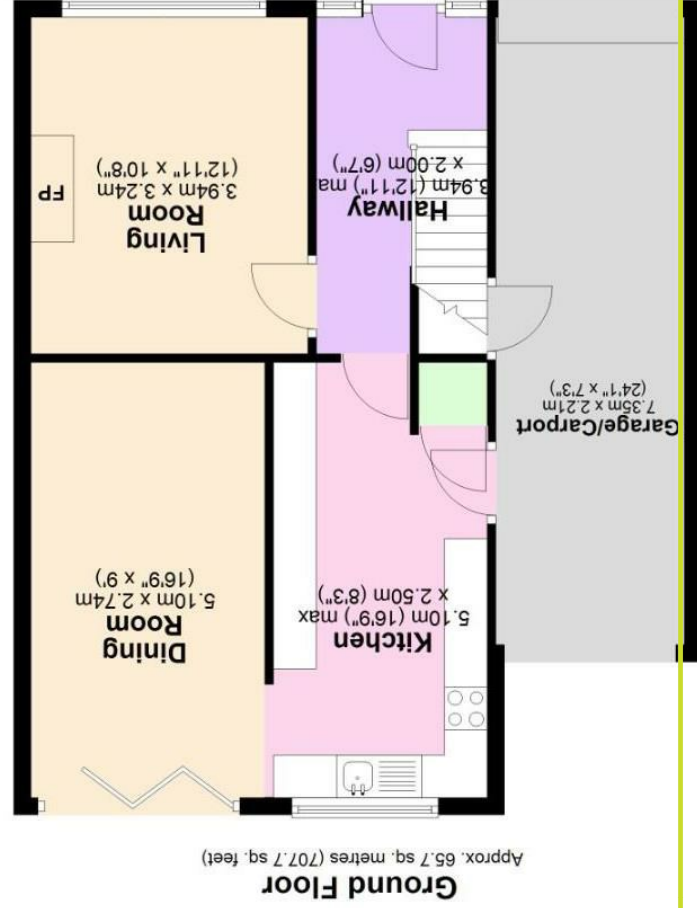 Ground Floor
Approx. 65.7 sq. metres (707.7 sq. feet)
Kitchen
5.10m (16'9") max
x 2.50m (8'3")
Dining
Room
5.10m x 2.74m
(16'9" x 9')
Garage/Carport
7.35m x 2.21m
(24'1" x 7'3")
Hallway
3.94m (12'11") ma
x 2.00m (6'7")
Living
Room
3.94m x 3.24m
(12'11" x 10'8")
FP